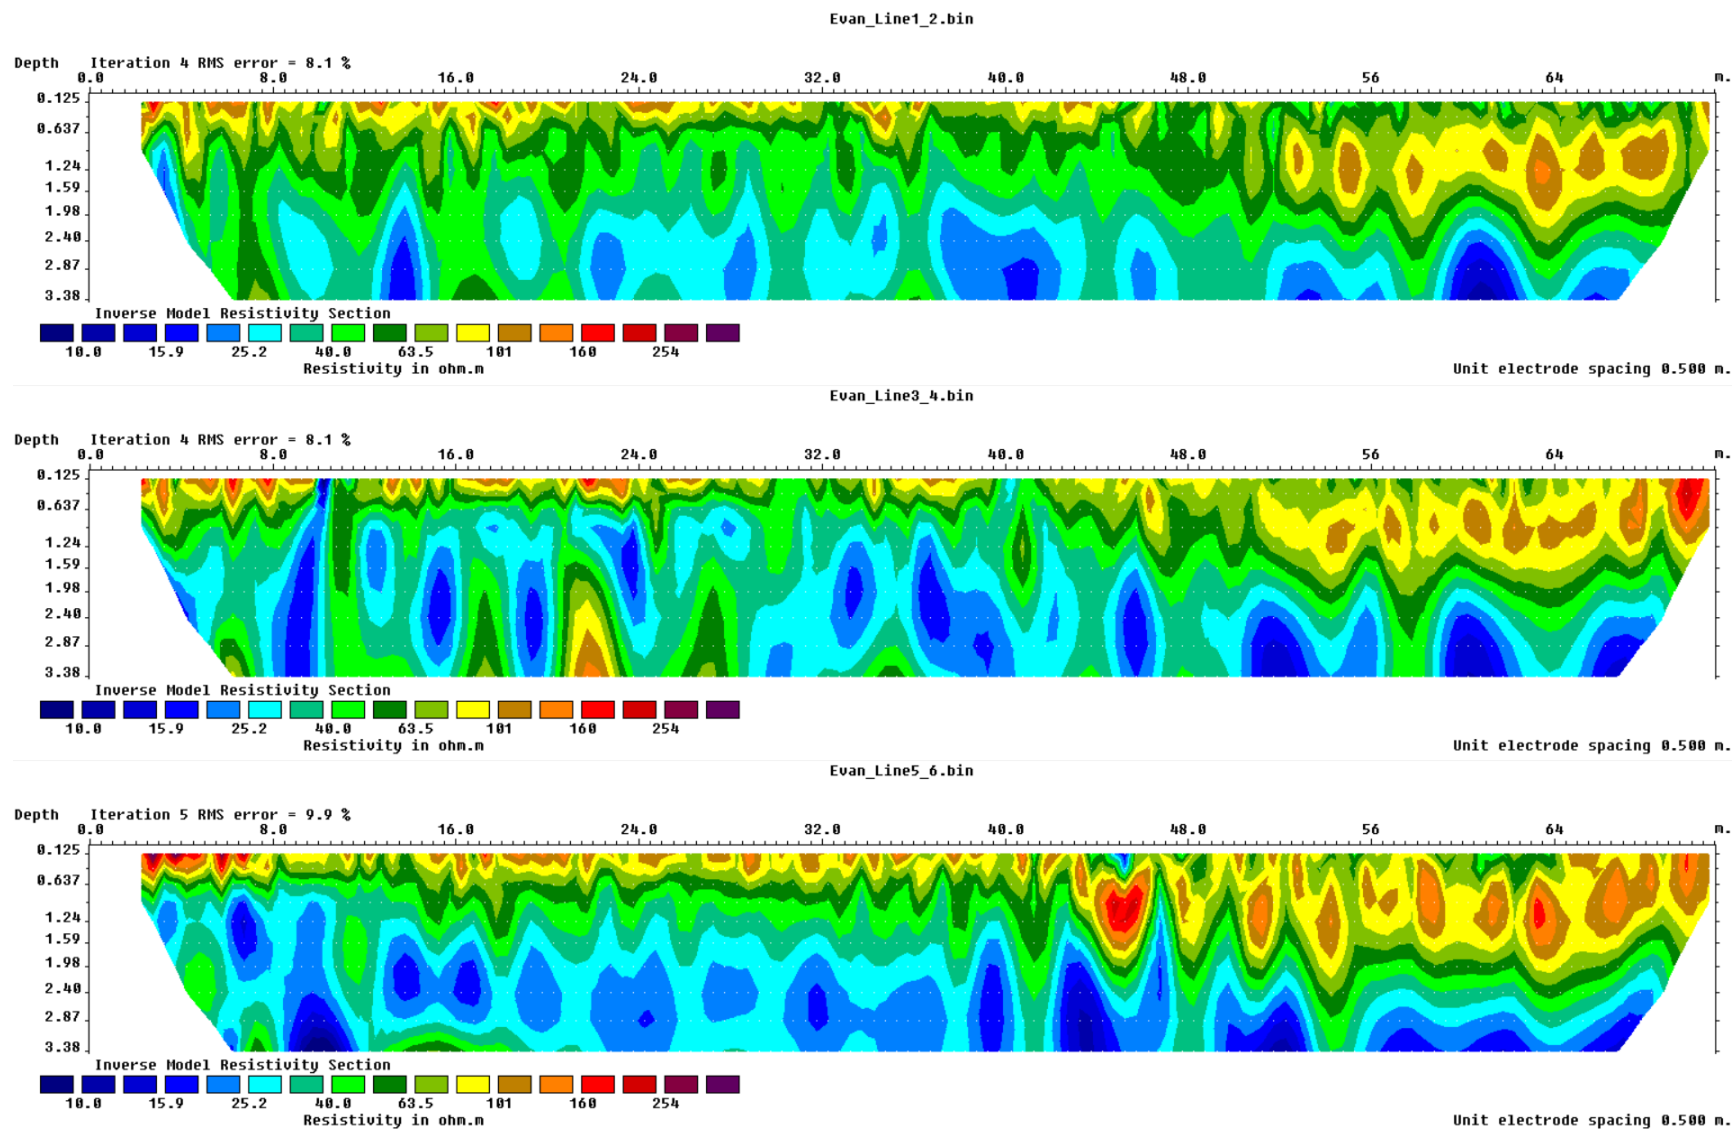 Evan_Line1_2.bin
Depth Iteration 4 RMS error = 8.1 %
0.0 8.0 16.0 24.0 32.0 40.0 48.0 56 64 m.
0.125
0.637
1.24
1.59
1.98
2.40
2.87
3.38
Inverse Model Resistivity Section
10.0 15.9 25.2 40.0 63.5 101 160 254
Resistivity in ohm.m Unit electrode spacing 0.500 m.
Evan_Line3_4.bin
Depth Iteration 4 RMS error = 8.1 %
0.0 8.0 16.0 24.0 32.0 40.0 48.0 56 64 m.
0.125
0.637
1.24
1.59
1.98
2.40
2.87
3.38
Inverse Model Resistivity Section
10.0 15.9 25.2 40.0 63.5 101 160 254
Resistivity in ohm.m Unit electrode spacing 0.500 m.
Evan_Line5_6.bin
Depth Iteration 5 RMS error = 9.9 %
0.0 8.0 16.0 24.0 32.0 40.0 48.0 56 64 m.
0.125
0.637
1.24
1.59
1.98
2.40
2.87
3.38
Inverse Model Resistivity Section
10.0 15.9 25.2 40.0 63.5 101 160 254
Resistivity in ohm.m Unit electrode spacing 0.500 m.